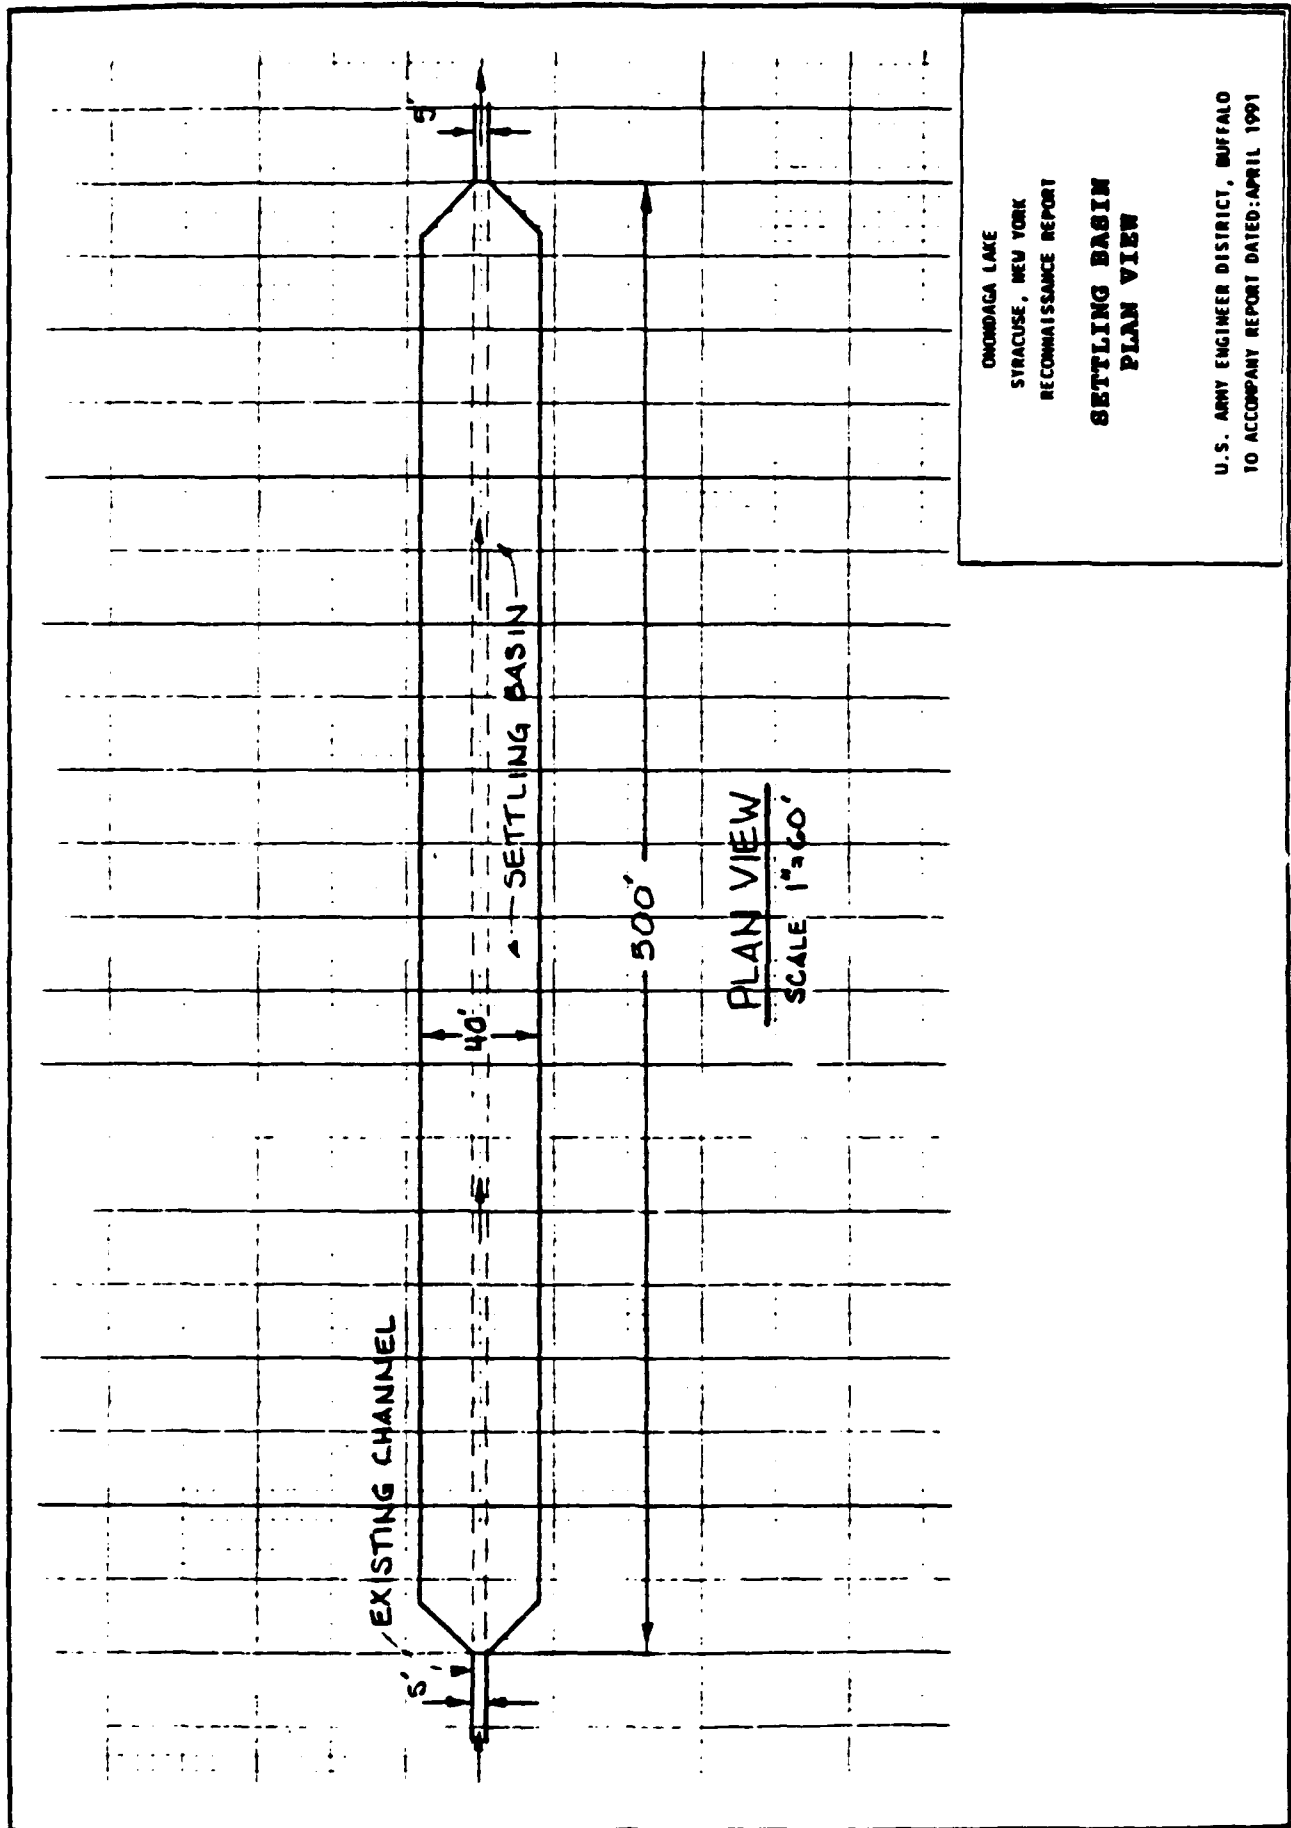 5'
EXISTING CHANNEL
40'
SETTLING BASIN
5'
500'
PLAN VIEW
SCALE 1"=60'
ONONDAGA LAKE
SYRACUSE, NEW YORK
RECONNAISSANCE REPORT
SETTLING BASIN
PLAN VIEW
U.S. ARMY ENGINEER DISTRICT, BUFFALO
TO ACCOMPANY REPORT DATED:APRIL 1991